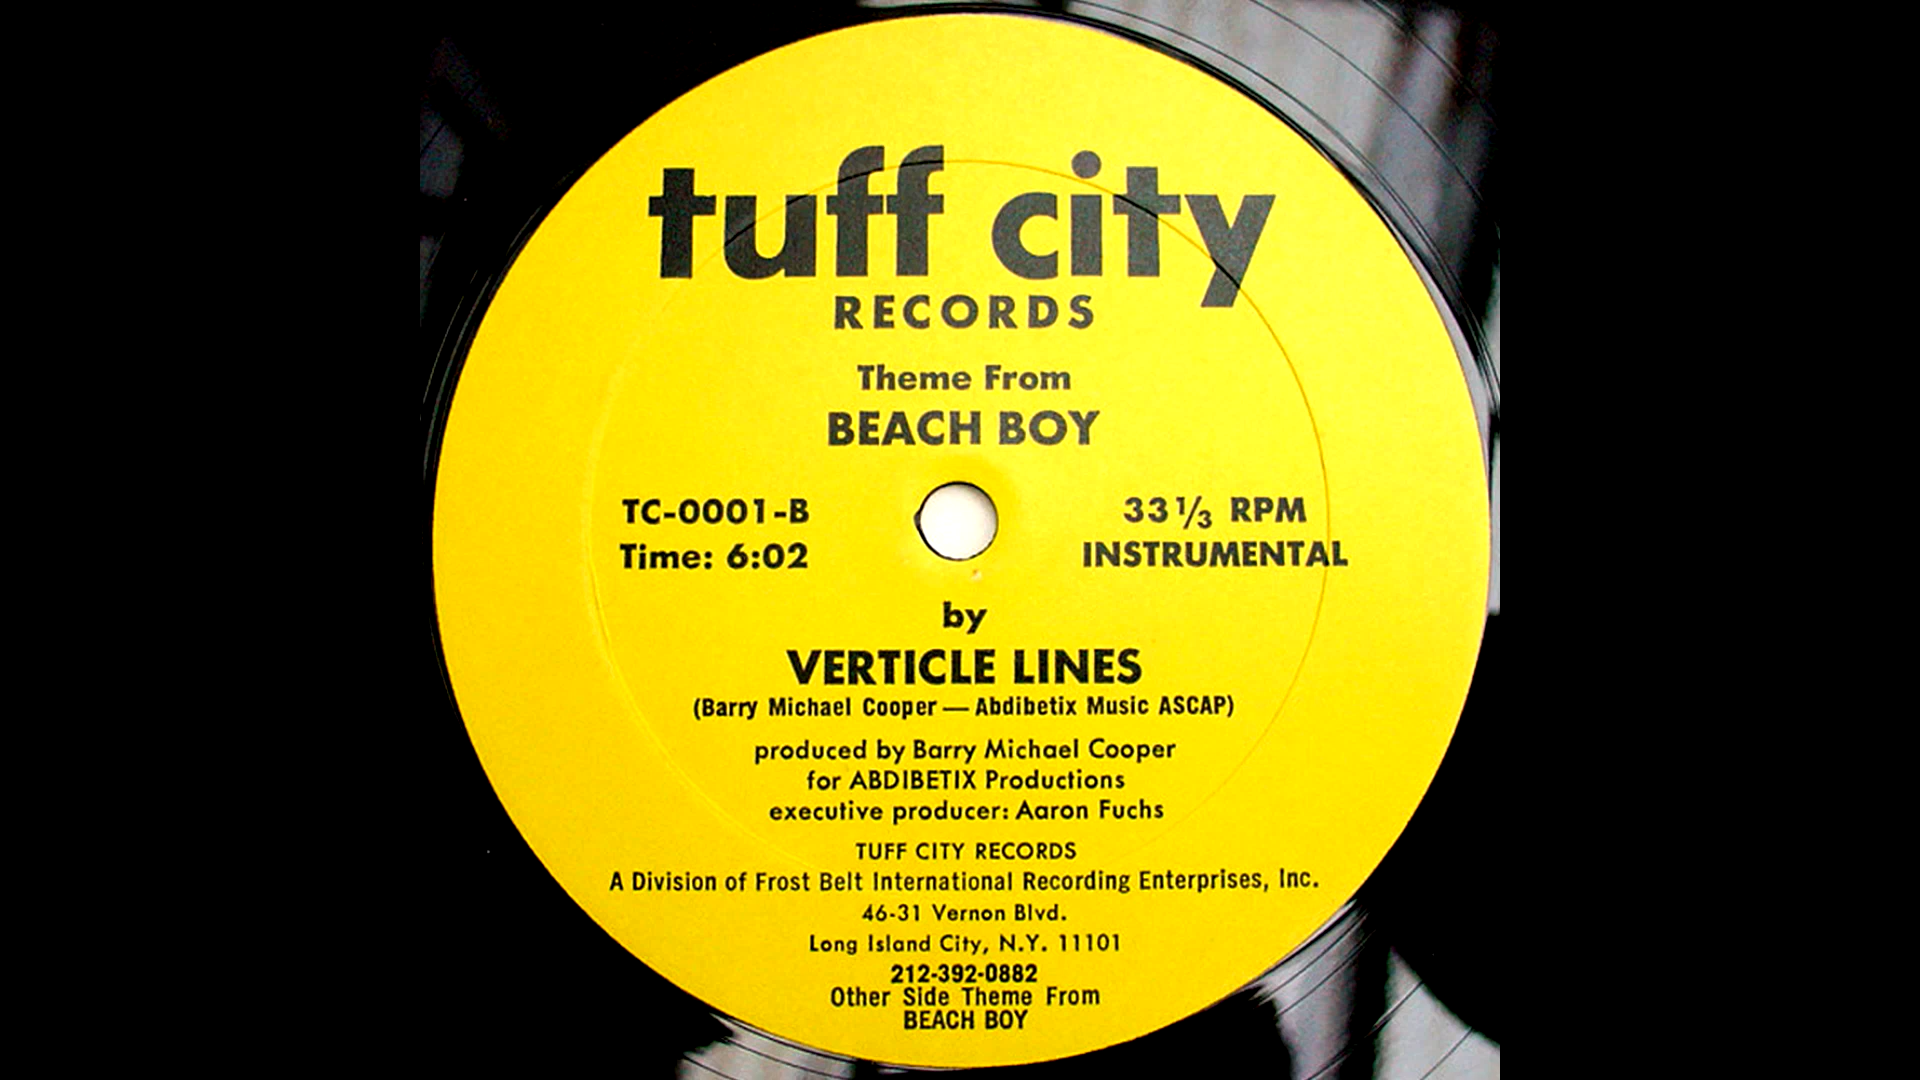 tuff city
RECORDS
Theme From
BEACH BOY
TC-0001-B
Time: 6:02
33 1/3 RPM
INSTRUMENTAL
by
VERTICLE LINES
(Barry Michael Cooper — Abdibetix Music ASCAP)
produced by Barry Michael Cooper
for ABDIBETIX Productions
executive producer: Aaron Fuchs
TUFF CITY RECORDS
A Division of Frost Belt International Recording Enterprises, Inc.
46-31 Vernon Blvd.
Long Island City, N.Y. 11101
212-392-0882
Other Side Theme From
BEACH BOY